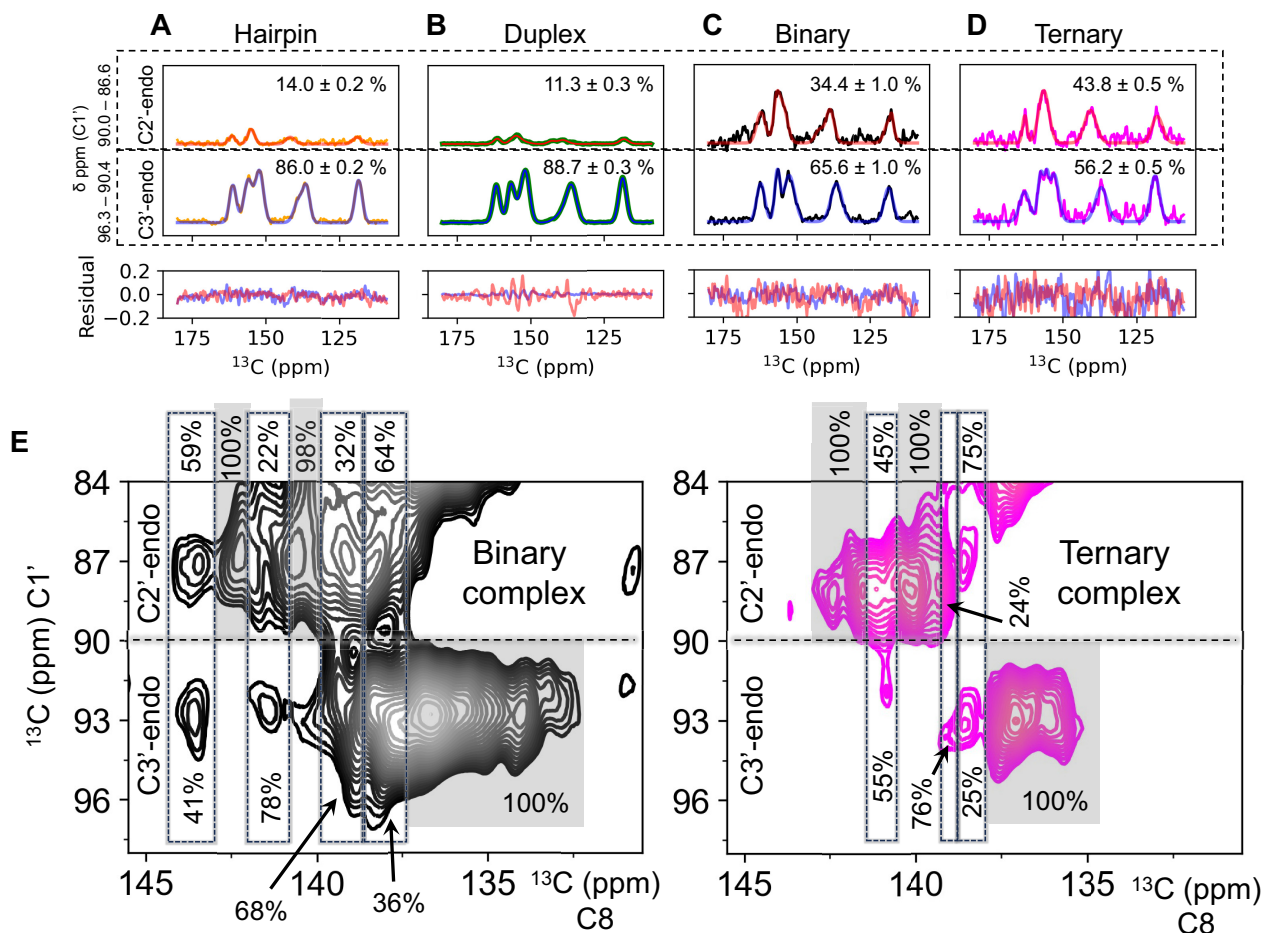 A Hairpin B Duplex C Binary D Ternary
δ ppm (C1')
90.0 – 86.6
96.3 – 90.4
C2'-endo
14.0 ± 0.2 %
11.3 ± 0.3 %
34.4 ± 1.0 %
43.8 ± 0.5 %
C3'-endo
86.0 ± 0.2 %
88.7 ± 0.3 %
65.6 ± 1.0 %
56.2 ± 0.5 %
Residual
0.2
0.0
−0.2
175 150 125 175 150 125 175 150 125 175 150 125
13C (ppm) 13C (ppm) 13C (ppm) 13C (ppm)
E
13C (ppm) C1'
59% 100% 22% 98% 32% 64%
84
87
90
93
96
C2'-endo
C3'-endo
Binary
complex
41% 78% 100%
68% 36%
145 140 135 13C (ppm)
C8
100% 45% 100% 75%
84
87
90
93
96
C2'-endo
C3'-endo
Ternary
complex
24%
55% 76% 25% 100%
145 140 135 13C (ppm)
C8